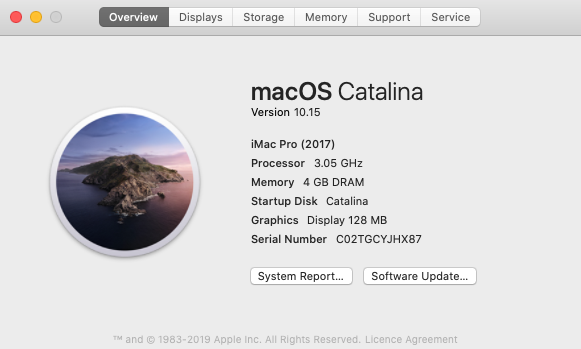 Overview Displays Storage Memory Support Service
macOS Catalina
Version 10.15
iMac Pro (2017)
Processor 3.05 GHz
Memory 4 GB DRAM
Startup Disk Catalina
Graphics Display 128 MB
Serial Number C02TGCYJHX87
System Report... Software Update...
™ and © 1983-2019 Apple Inc. All Rights Reserved. Licence Agreement